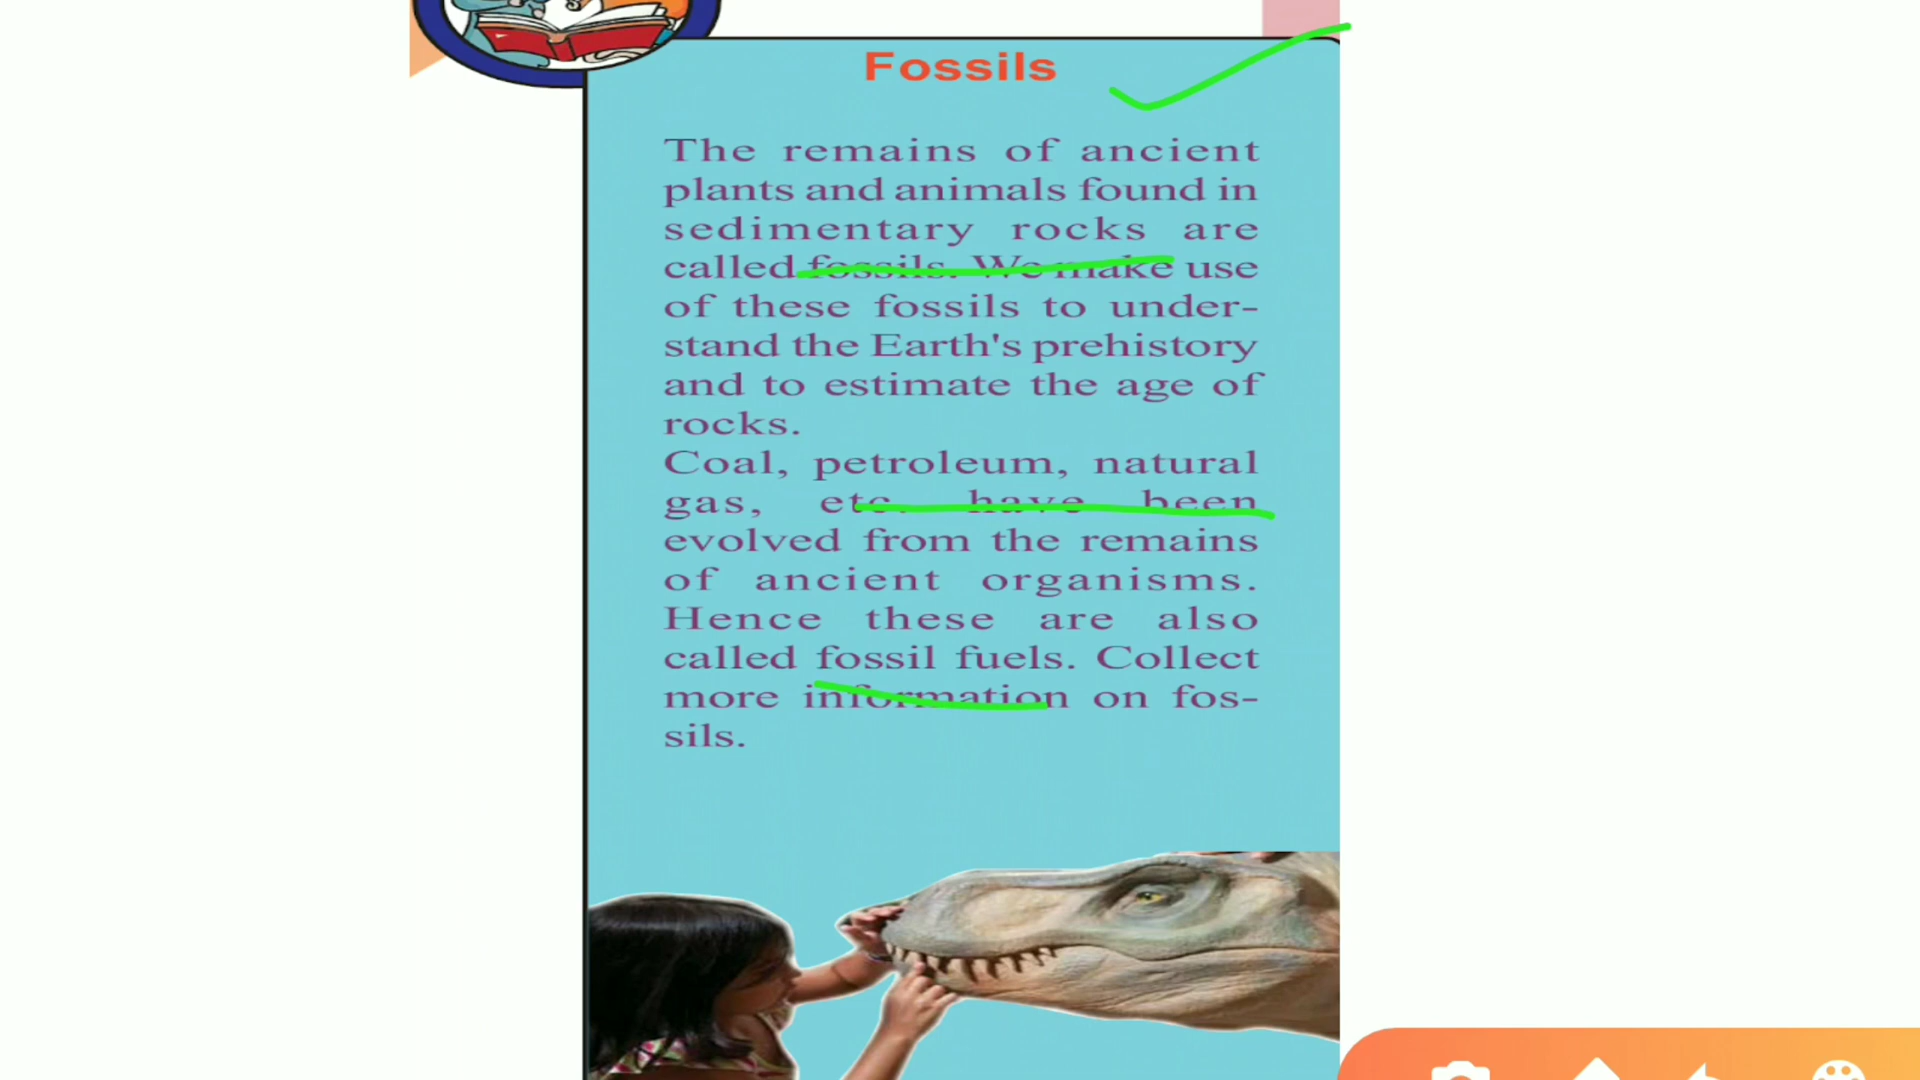 Fossils
The remains of ancient
plants and animals found in
sedimentary rocks are
called fossils. We make use
of these fossils to under-
stand the Earth's prehistory
and to estimate the age of
rocks.
Coal, petroleum, natural
gas, etc. have been
evolved from the remains
of ancient organisms.
Hence these are also
called fossil fuels. Collect
more information on fos-
sils.